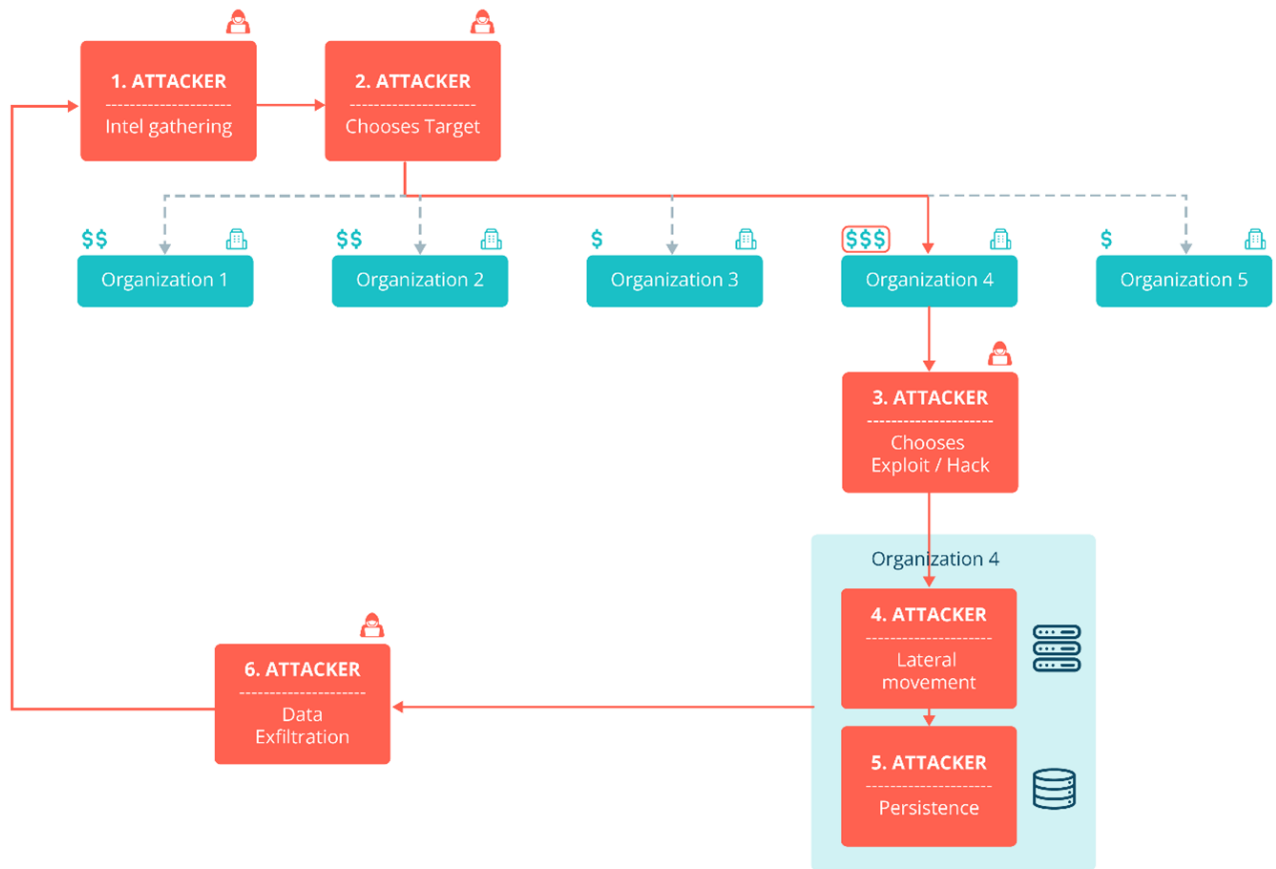 1. ATTACKER
Intel gathering
2. ATTACKER
Chooses Target
$$
Organization 1
$$
Organization 2
$
Organization 3
$$$
Organization 4
$
Organization 5
3. ATTACKER
Chooses
Exploit / Hack
Organization 4
4. ATTACKER
Lateral
movement
5. ATTACKER
Persistence
6. ATTACKER
Data
Exfiltration